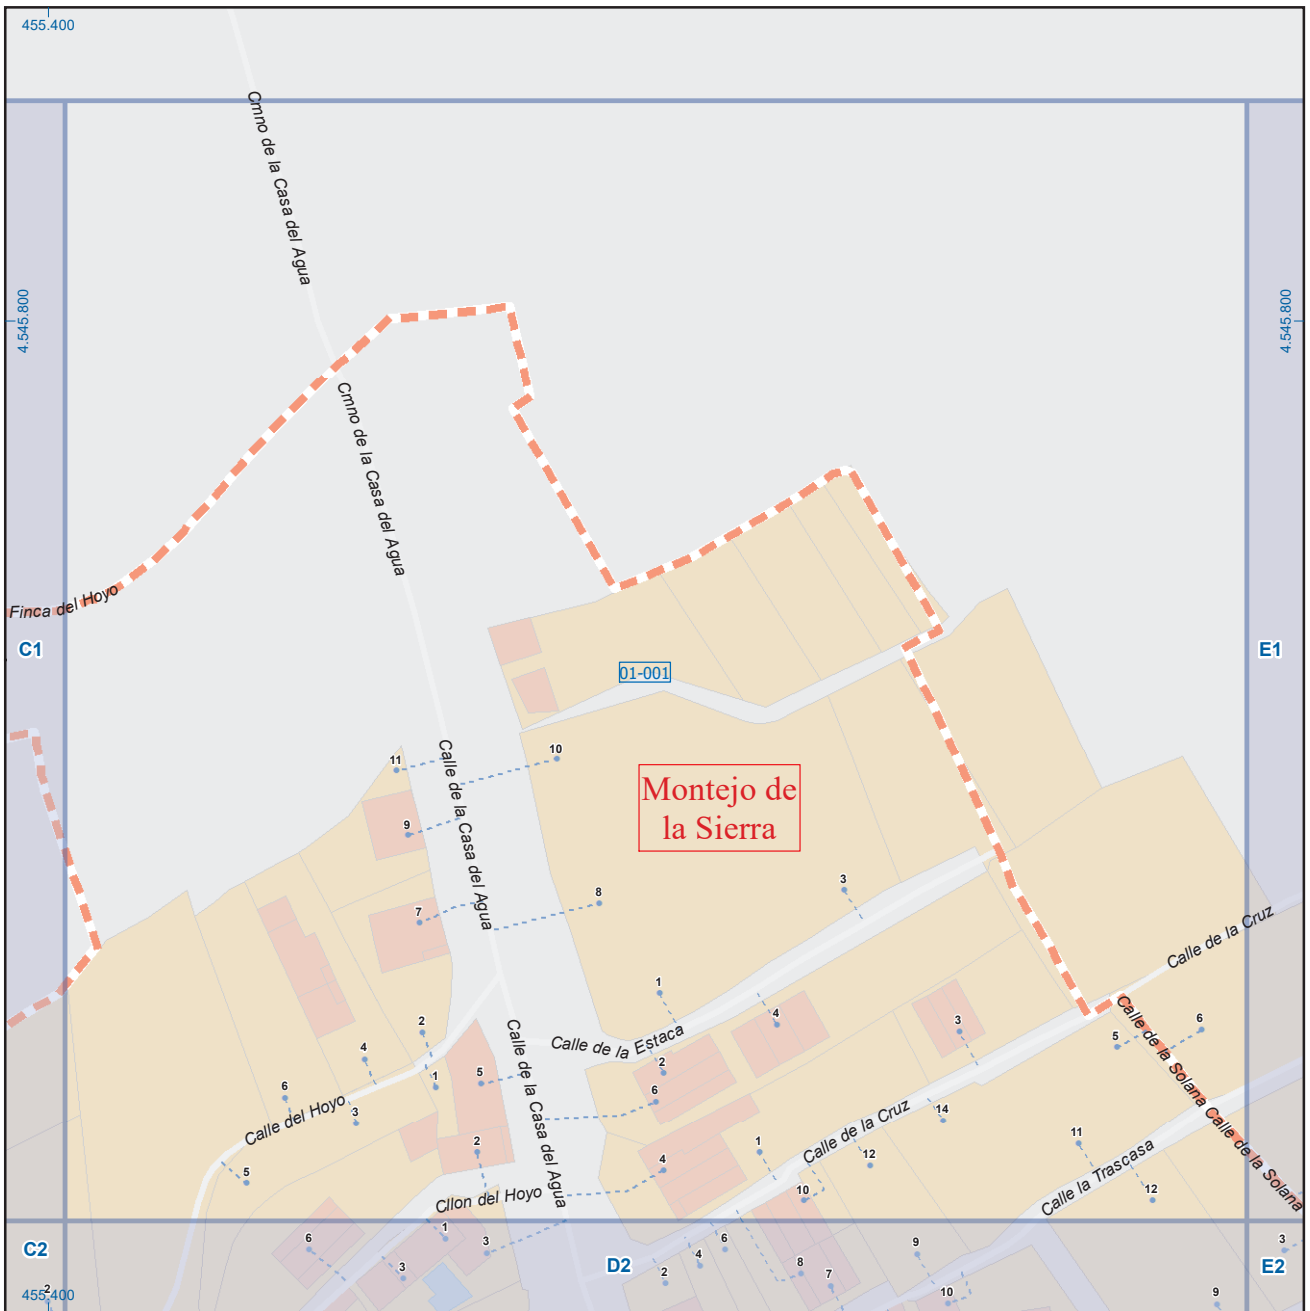 455.400
Cmno de la Casa del Agua
4.545.800
4.545.800
Cmno de la Casa del Agua
Finca del Hoyo
C1
E1
01-001
Calle de la Casa del Agua
11
10
Montejo de
la Sierra
9
3
8
7
Calle de la Cruz
1
2
4
3
6
5
Calle de la Solana
Calle de la Casa del Agua
Calle de la Estaca
4
2
5
1
6
6
3
Calle del Hoyo
14
Calle de la Cruz
Calle de la Solana
11
2
1
12
4
Calle la Trascasa
5
10
12
Cllon del Hoyo
C2
D2
E2
6
1
3
6
9
3
3
4
2
8
7
10
9
2
455.400